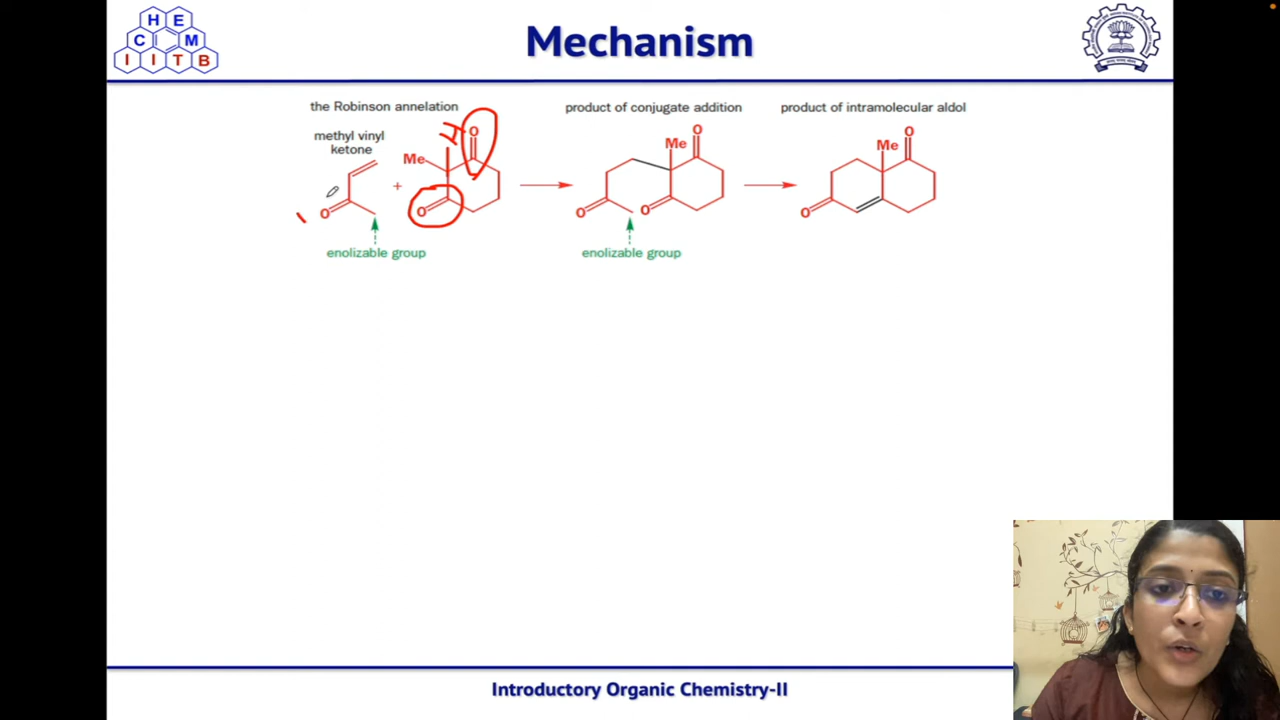 H E
C M
I I T B
Mechanism
the Robinson annelation
methyl vinyl
ketone
O
+
Me
H
O
O
enolizable group
product of conjugate addition
Me
O
O
O
enolizable group
product of intramolecular aldol
Me
O
O
Introductory Organic Chemistry-II